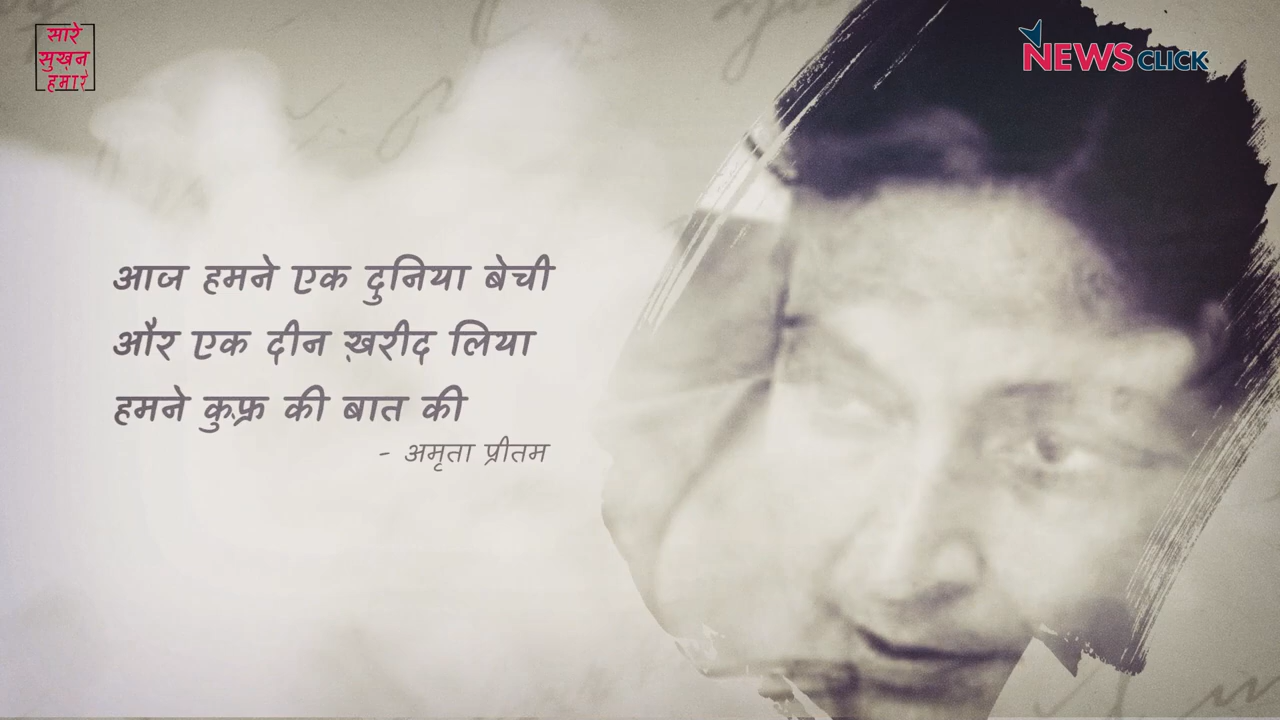 सारे
सुख़न
हमारे
NEWSCLICK
आज हमने एक दुनिया बेची
और एक दीन ख़रीद लिया
हमने कुफ़्र की बात की
- अमृता प्रीतम